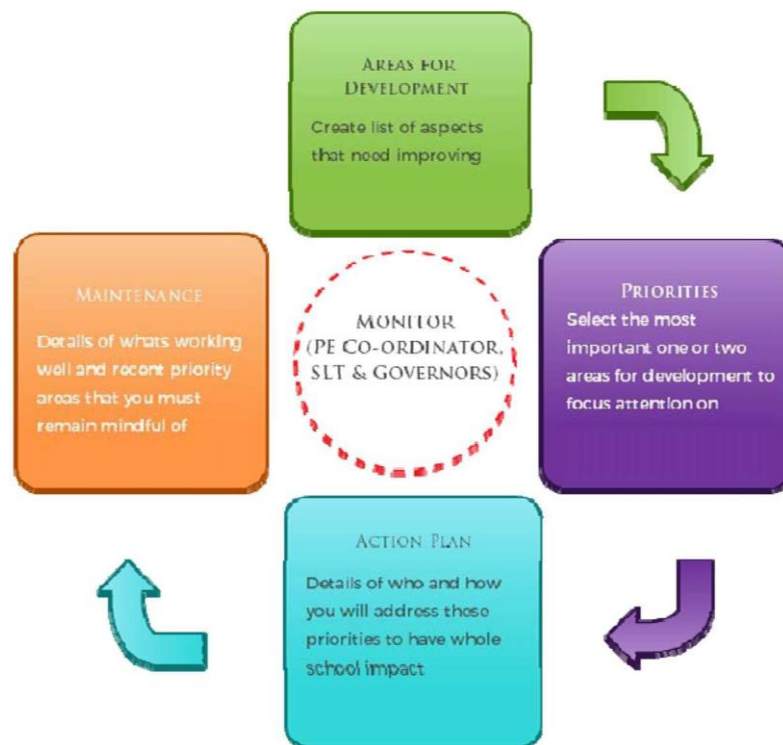 AREAS FOR
DEVELOPMENT
Create list of aspects
that need improving
MAINTENANCE
Details of whats working
well and recent priority
areas that you must
remain mindful of
MONITOR
(PE CO-ORDINATOR,
SLT & GOVERNORS)
PRIORITIES
Select the most
important one or two
areas for development to
focus attention on
ACTION PLAN
Details of who and how
you will address these
priorities to have whole
school impact